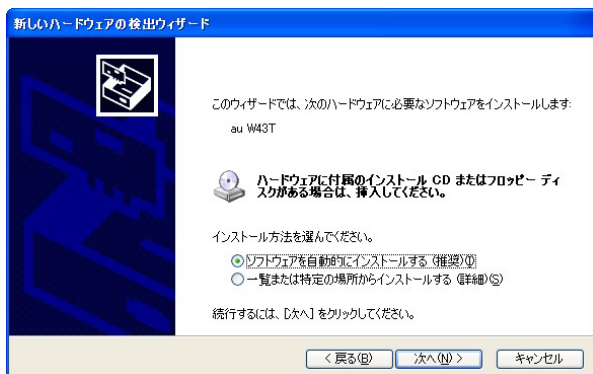 新しいハードウェアの検出ウィザード
このウィザードでは、次のハードウェアに必要なソフトウェアをインストールします:
au W43T
ハードウェアに付属のインストール CD またはフロッピー ディ
スクがある場合は、挿入してください。
インストール方法を選んでください。
ソフトウェアを自動的にインストールする (推奨)(I)
一覧または特定の場所からインストールする (詳細)(S)
続行するには、[次へ] をクリックしてください。
< 戻る(B)
次へ(N) >
キャンセル